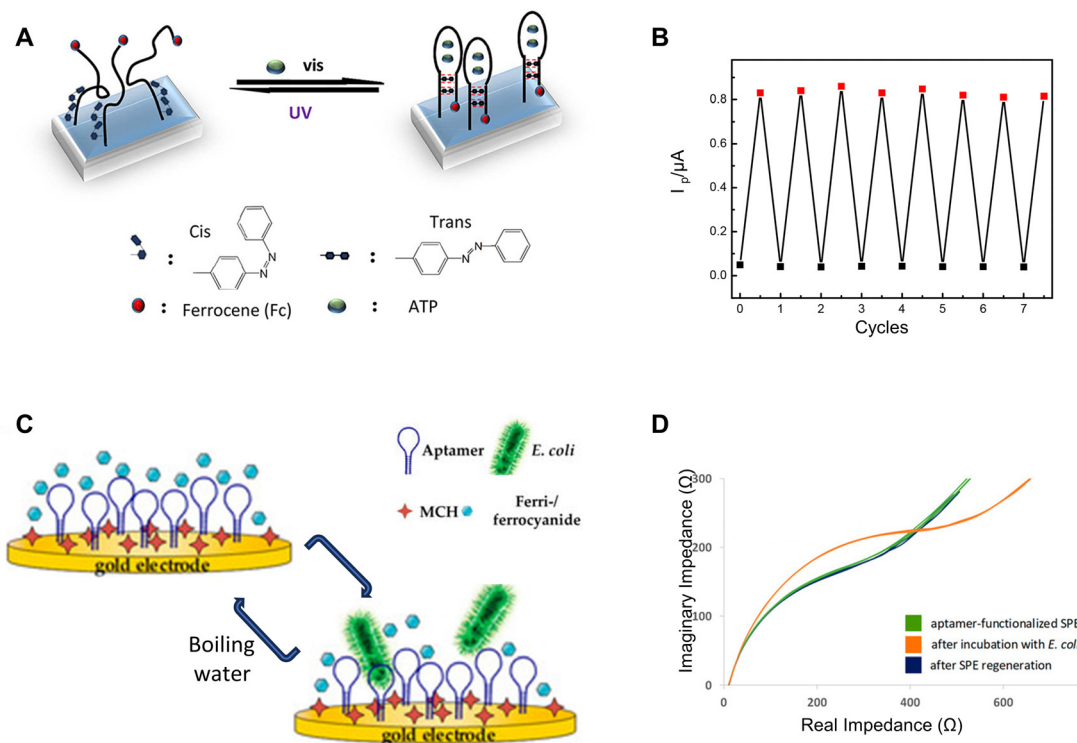 A
vis
UV
Cis
N
N
Trans
N
N
:
:
: Ferrocene (Fc)
: ATP
B
I p/μA
0.8
0.4
0.2
0.0
0 1 2 3 4 5 6 7
Cycles
C
Aptamer
E. coli
MCH
Ferri-/
ferrocyanide
gold electrode
Boiling
water
gold electrode
D
Imaginary Impedance (Ω)
300
200
100
0
0 200 400 600
Real Impedance (Ω)
aptamer-functionalized SPE
after incubation with E. coli
after SPE regeneration